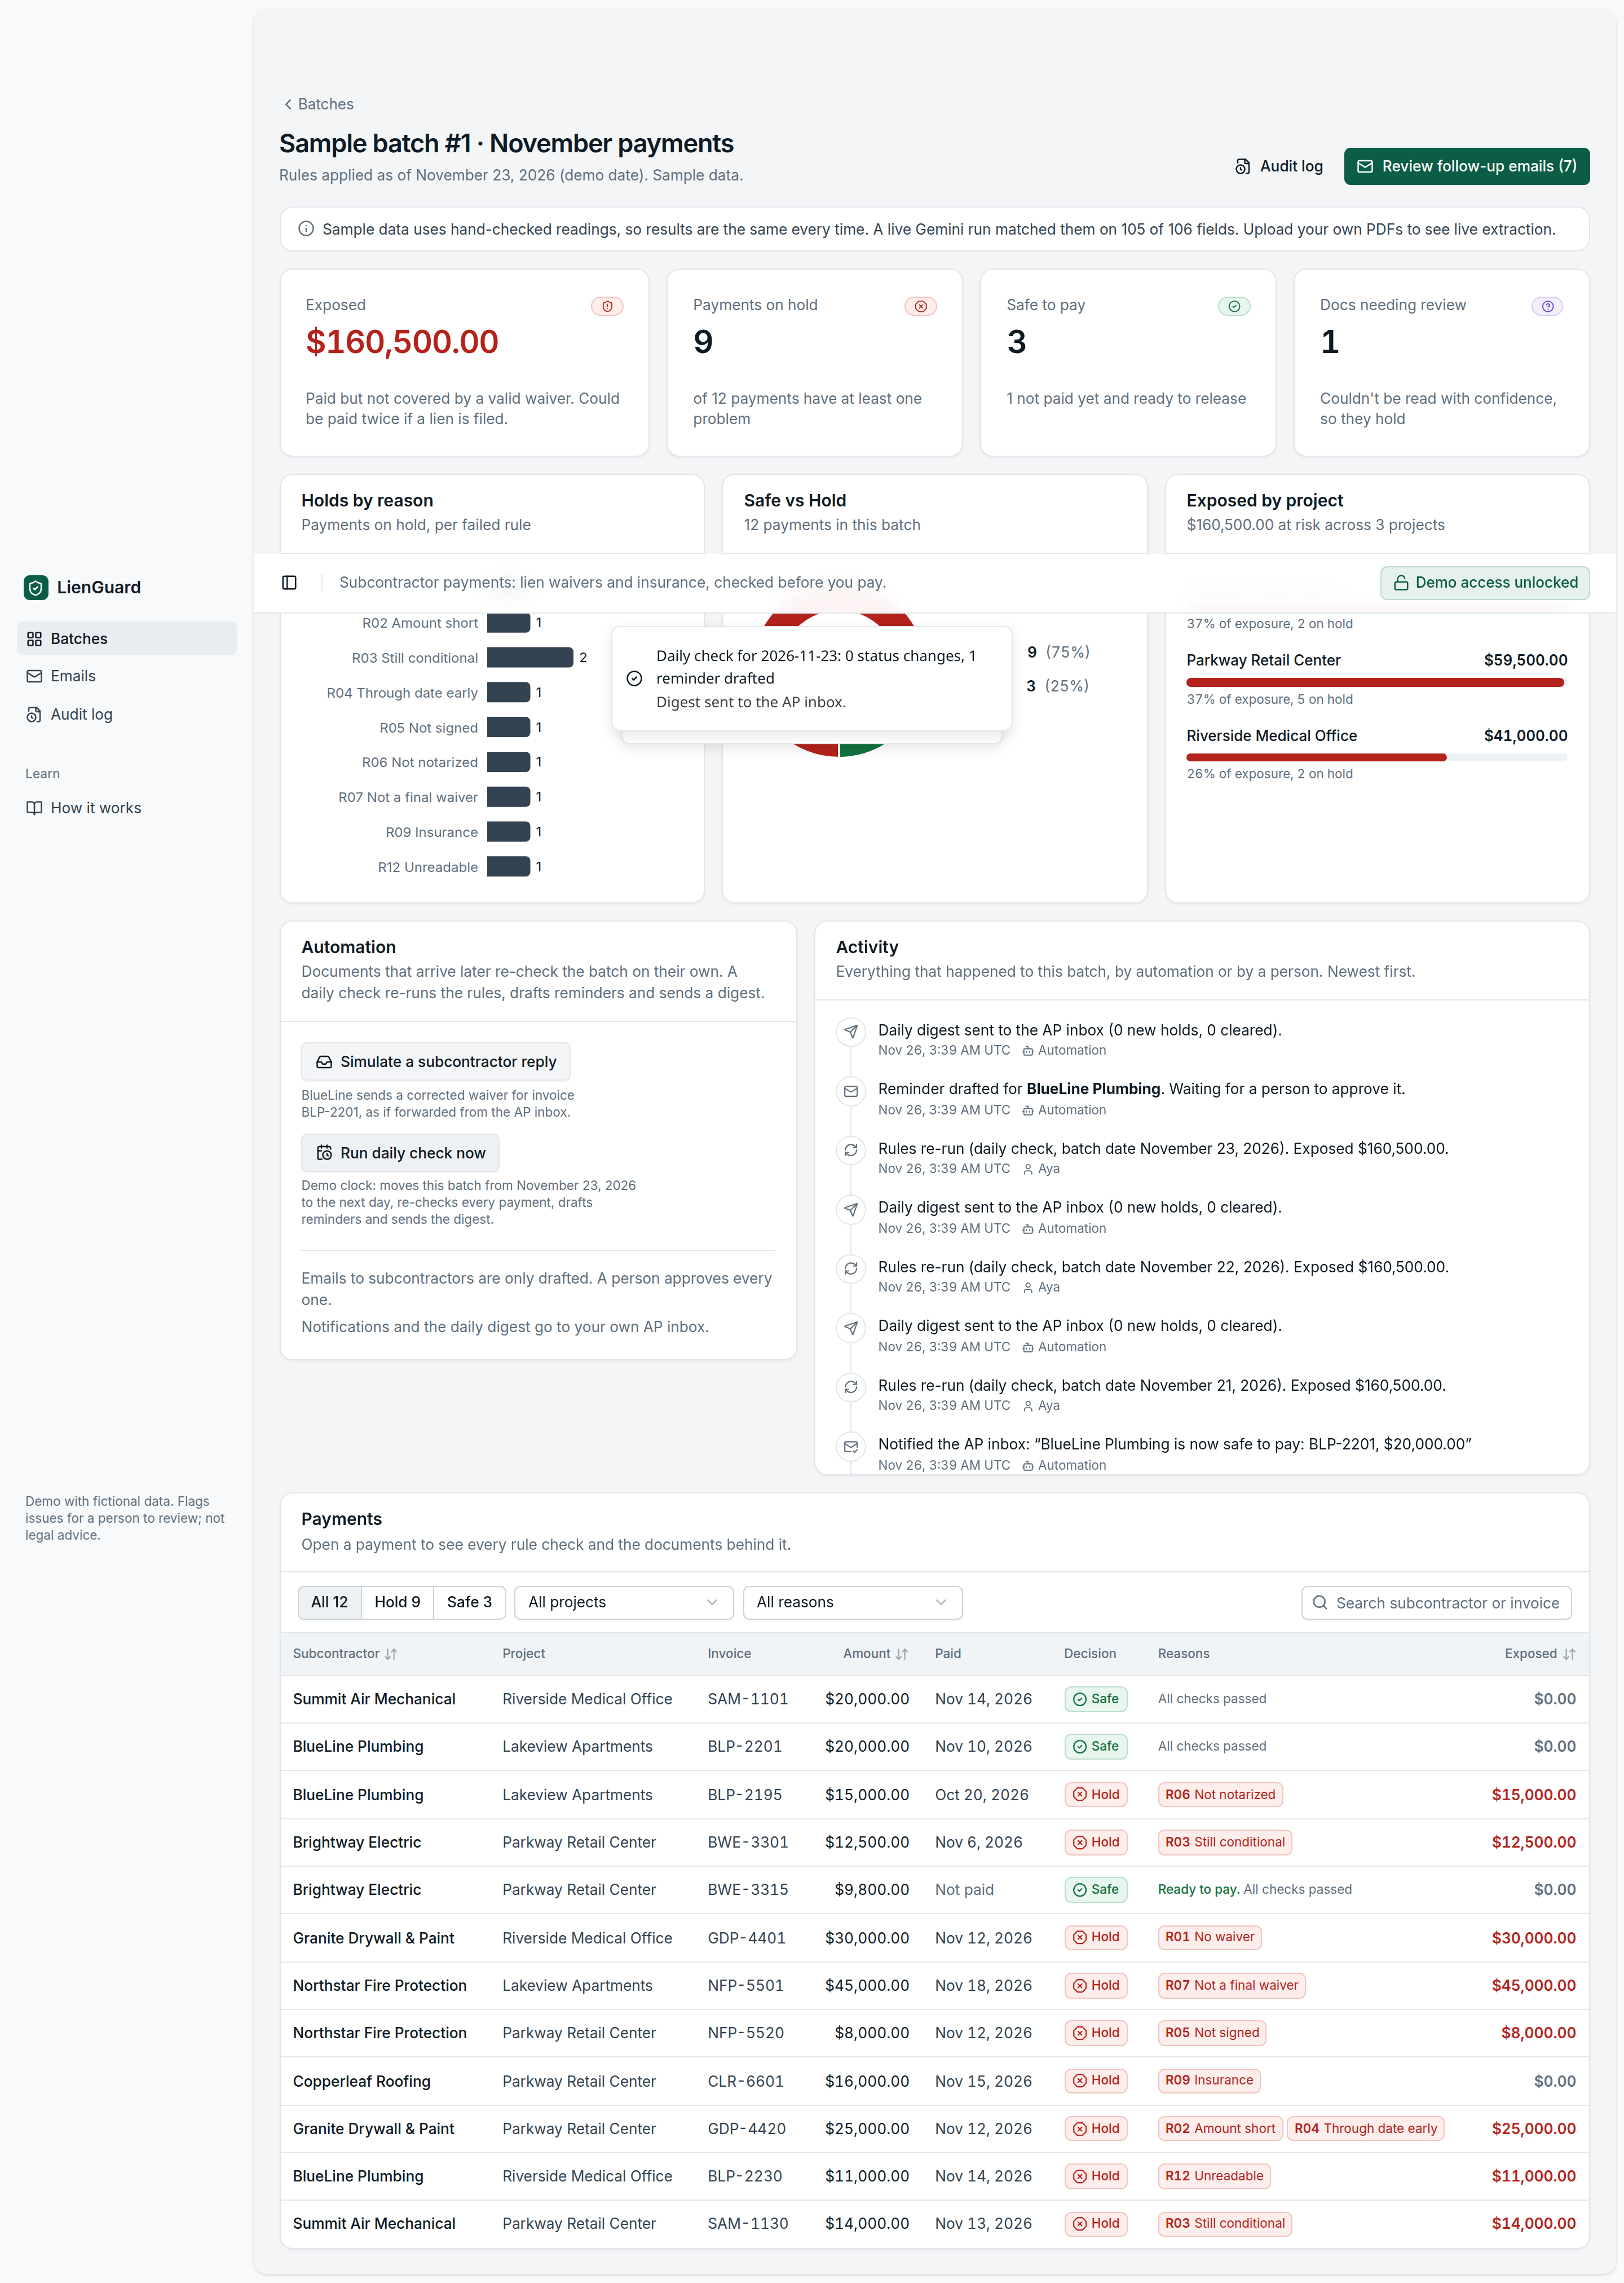 Batches
Sample batch #1 · November payments
Rules applied as of November 23, 2026 (demo date). Sample data.
Audit log
Review follow-up emails (7)
Sample data uses hand-checked readings, so results are the same every time. A live Gemini run matched them on 105 of 106 fields. Upload your own PDFs to see live extraction.
Exposed
$160,500.00
Paid but not covered by a valid waiver. Could
be paid twice if a lien is filed.
Payments on hold
9
of 12 payments have at least one
problem
Safe to pay
3
1 not paid yet and ready to release
Docs needing review
1
Couldn't be read with confidence,
so they hold
Holds by reason
Payments on hold, per failed rule
Safe vs Hold
12 payments in this batch
Exposed by project
$160,500.00 at risk across 3 projects
LienGuard
Subcontractor payments: lien waivers and insurance, checked before you pay.
Demo access unlocked
Batches
Emails
Audit log
Learn
How it works
R02 Amount short 1
R03 Still conditional 2
R04 Through date early 1
R05 Not signed 1
R06 Not notarized 1
R07 Not a final waiver 1
R09 Insurance 1
R12 Unreadable 1
Daily check for 2026-11-23: 0 status changes, 1
reminder drafted
Digest sent to the AP inbox.
9 (75%)
3 (25%)
37% of exposure, 2 on hold
Parkway Retail Center $59,500.00
37% of exposure, 5 on hold
Riverside Medical Office $41,000.00
26% of exposure, 2 on hold
Automation
Documents that arrive later re-check the batch on their own. A
daily check re-runs the rules, drafts reminders and sends a digest.
Simulate a subcontractor reply
BlueLine sends a corrected waiver for invoice
BLP-2201, as if forwarded from the AP inbox.
Run daily check now
Demo clock: moves this batch from November 23, 2026
to the next day, re-checks every payment, drafts
reminders and sends the digest.
Emails to subcontractors are only drafted. A person approves every
one.
Notifications and the daily digest go to your own AP inbox.
Activity
Everything that happened to this batch, by automation or by a person. Newest first.
Daily digest sent to the AP inbox (0 new holds, 0 cleared).
Nov 26, 3:39 AM UTC Automation
Reminder drafted for BlueLine Plumbing. Waiting for a person to approve it.
Nov 26, 3:39 AM UTC Automation
Rules re-run (daily check, batch date November 23, 2026). Exposed $160,500.00.
Nov 26, 3:39 AM UTC Aya
Daily digest sent to the AP inbox (0 new holds, 0 cleared).
Nov 26, 3:39 AM UTC Automation
Rules re-run (daily check, batch date November 22, 2026). Exposed $160,500.00.
Nov 26, 3:39 AM UTC Aya
Daily digest sent to the AP inbox (0 new holds, 0 cleared).
Nov 26, 3:39 AM UTC Automation
Rules re-run (daily check, batch date November 21, 2026). Exposed $160,500.00.
Nov 26, 3:39 AM UTC Aya
Notified the AP inbox: “BlueLine Plumbing is now safe to pay: BLP-2201, $20,000.00”
Nov 26, 3:39 AM UTC Automation
Demo with fictional data. Flags
issues for a person to review; not
legal advice.
Payments
Open a payment to see every rule check and the documents behind it.
All 12 Hold 9 Safe 3 All projects All reasons Search subcontractor or invoice
Subcontractor Project Invoice Amount Paid Decision Reasons Exposed
Summit Air Mechanical Riverside Medical Office SAM-1101 $20,000.00 Nov 14, 2026 Safe All checks passed $0.00
BlueLine Plumbing Lakeview Apartments BLP-2201 $20,000.00 Nov 10, 2026 Safe All checks passed $0.00
BlueLine Plumbing Lakeview Apartments BLP-2195 $15,000.00 Oct 20, 2026 Hold R06 Not notarized $15,000.00
Brightway Electric Parkway Retail Center BWE-3301 $12,500.00 Nov 6, 2026 Hold R03 Still conditional $12,500.00
Brightway Electric Parkway Retail Center BWE-3315 $9,800.00 Not paid Safe Ready to pay. All checks passed $0.00
Granite Drywall & Paint Riverside Medical Office GDP-4401 $30,000.00 Nov 12, 2026 Hold R01 No waiver $30,000.00
Northstar Fire Protection Lakeview Apartments NFP-5501 $45,000.00 Nov 18, 2026 Hold R07 Not a final waiver $45,000.00
Northstar Fire Protection Parkway Retail Center NFP-5520 $8,000.00 Nov 12, 2026 Hold R05 Not signed $8,000.00
Copperleaf Roofing Parkway Retail Center CLR-6601 $16,000.00 Nov 15, 2026 Hold R09 Insurance $0.00
Granite Drywall & Paint Parkway Retail Center GDP-4420 $25,000.00 Nov 12, 2026 Hold R02 Amount short R04 Through date early $25,000.00
BlueLine Plumbing Riverside Medical Office BLP-2230 $11,000.00 Nov 14, 2026 Hold R12 Unreadable $11,000.00
Summit Air Mechanical Parkway Retail Center SAM-1130 $14,000.00 Nov 13, 2026 Hold R03 Still conditional $14,000.00